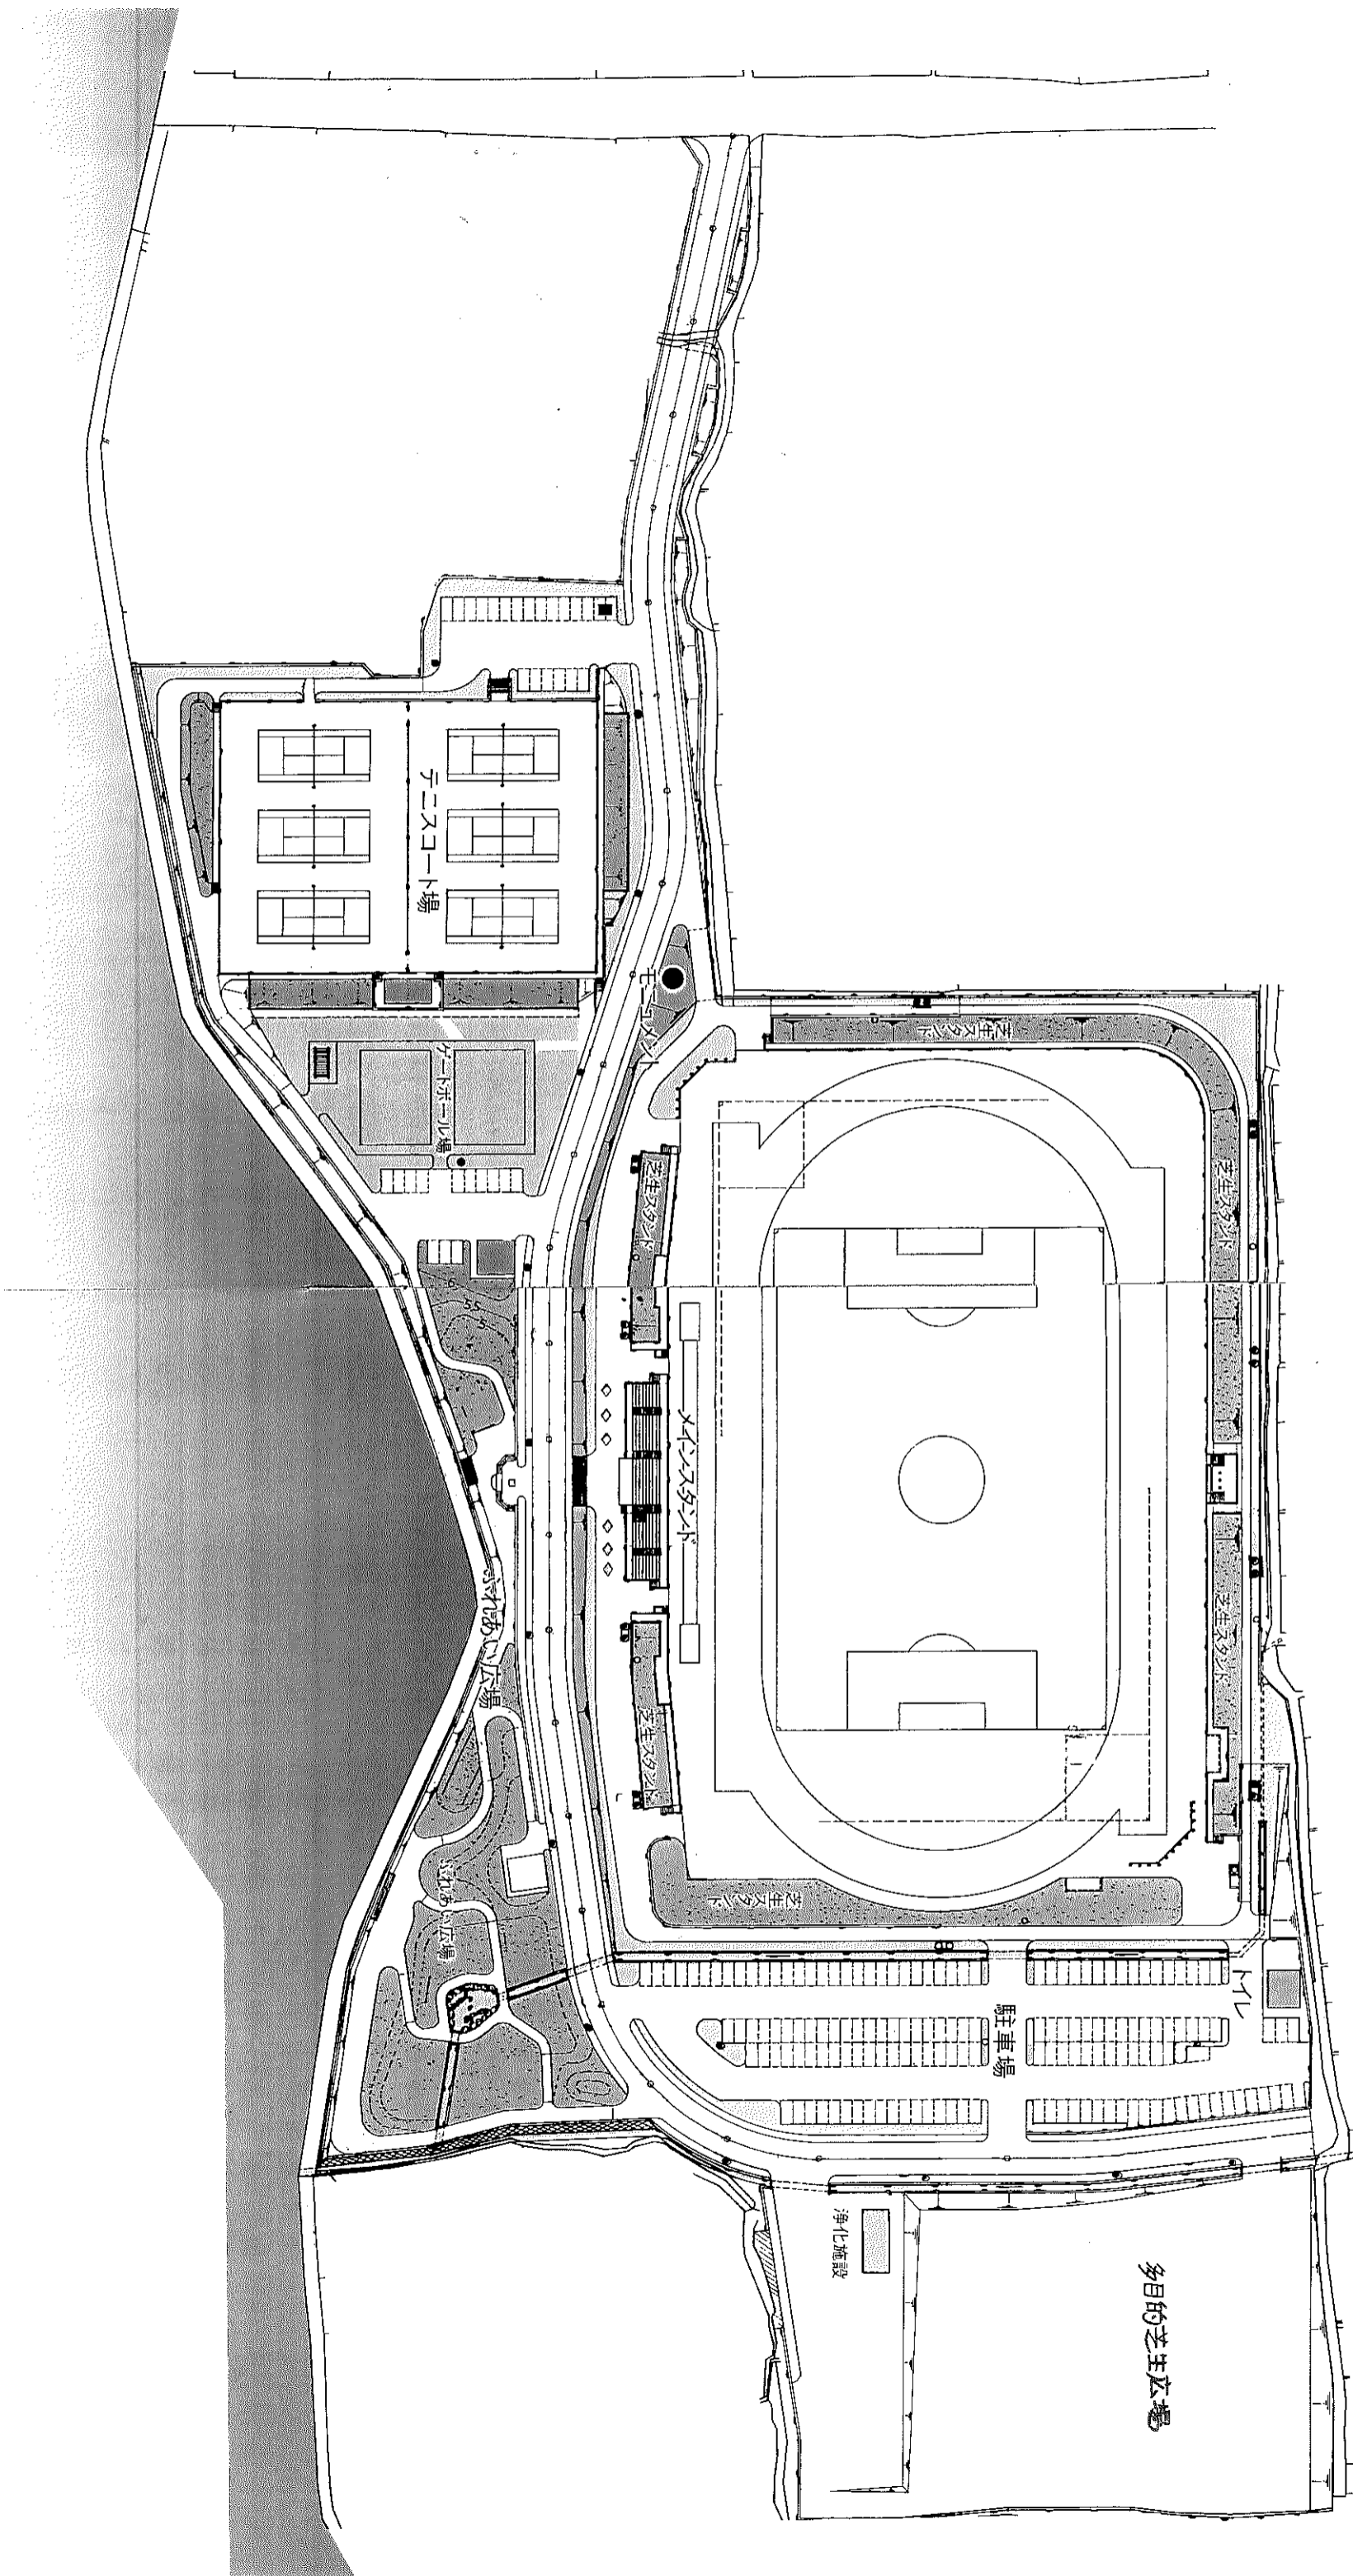 テニスコート場
モニュメント
芝生スタンド
ゲートボール場
芝生スタンド
芝生スタンド
メインスタンド
芝生スタンド
芝生スタンド
ふれあい広場
芝生スタンド
ふれあい広場
トイレ
駐車場
浄化施設
多目的芝生広場